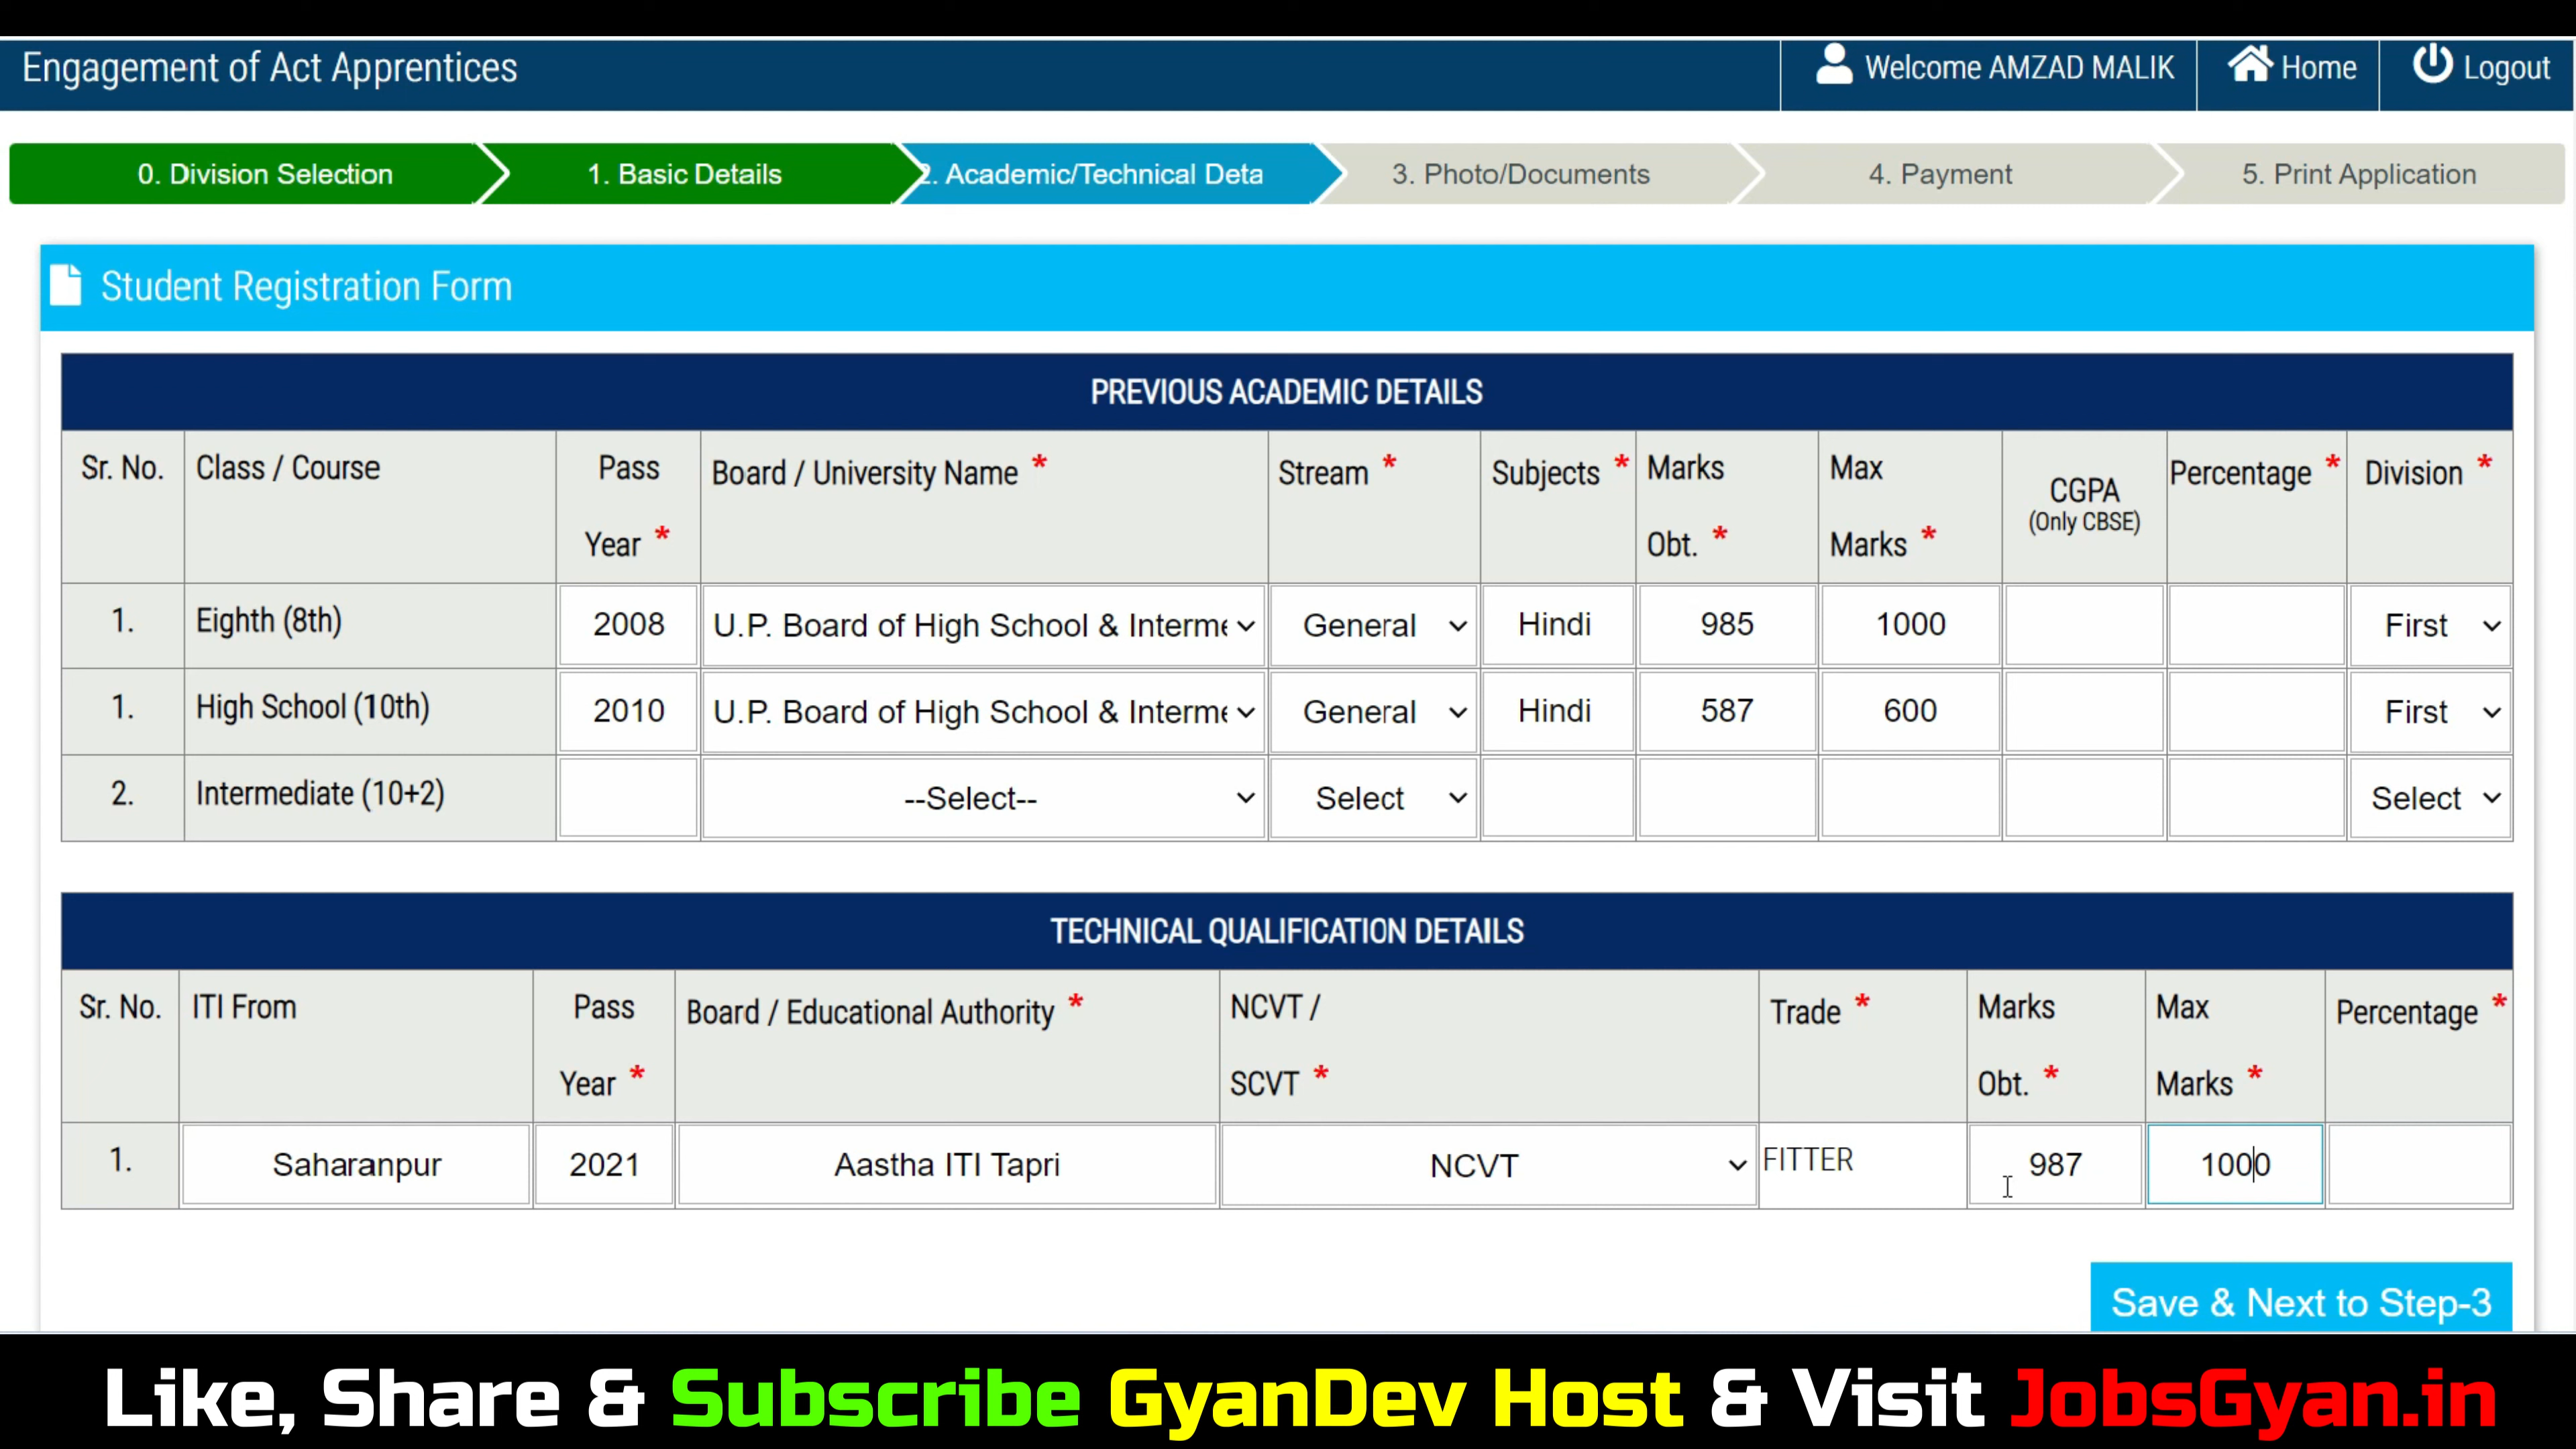 Engagement of Act Apprentices
Welcome AMZAD MALIK
Home
Logout
0. Division Selection
1. Basic Details
2. Academic/Technical Deta
3. Photo/Documents
4. Payment
5. Print Application
Student Registration Form
PREVIOUS ACADEMIC DETAILS
Sr. No. Class / Course Pass Year * Board / University Name * Stream * Subjects * Marks Obt. * Max Marks * CGPA (Only CBSE) Percentage * Division *
1. Eighth (8th) 2008 U.P. Board of High School & Interme General Hindi 985 1000 First
1. High School (10th) 2010 U.P. Board of High School & Interme General Hindi 587 600 First
2. Intermediate (10+2) --Select-- Select Select
TECHNICAL QUALIFICATION DETAILS
Sr. No. ITI From Pass Year * Board / Educational Authority * NCVT / SCVT * Trade * Marks Obt. * Max Marks * Percentage *
1. Saharanpur 2021 Aastha ITI Tapri NCVT FITTER 987 1000
Save & Next to Step-3
Like, Share & Subscribe GyanDev Host & Visit JobsGyan.in